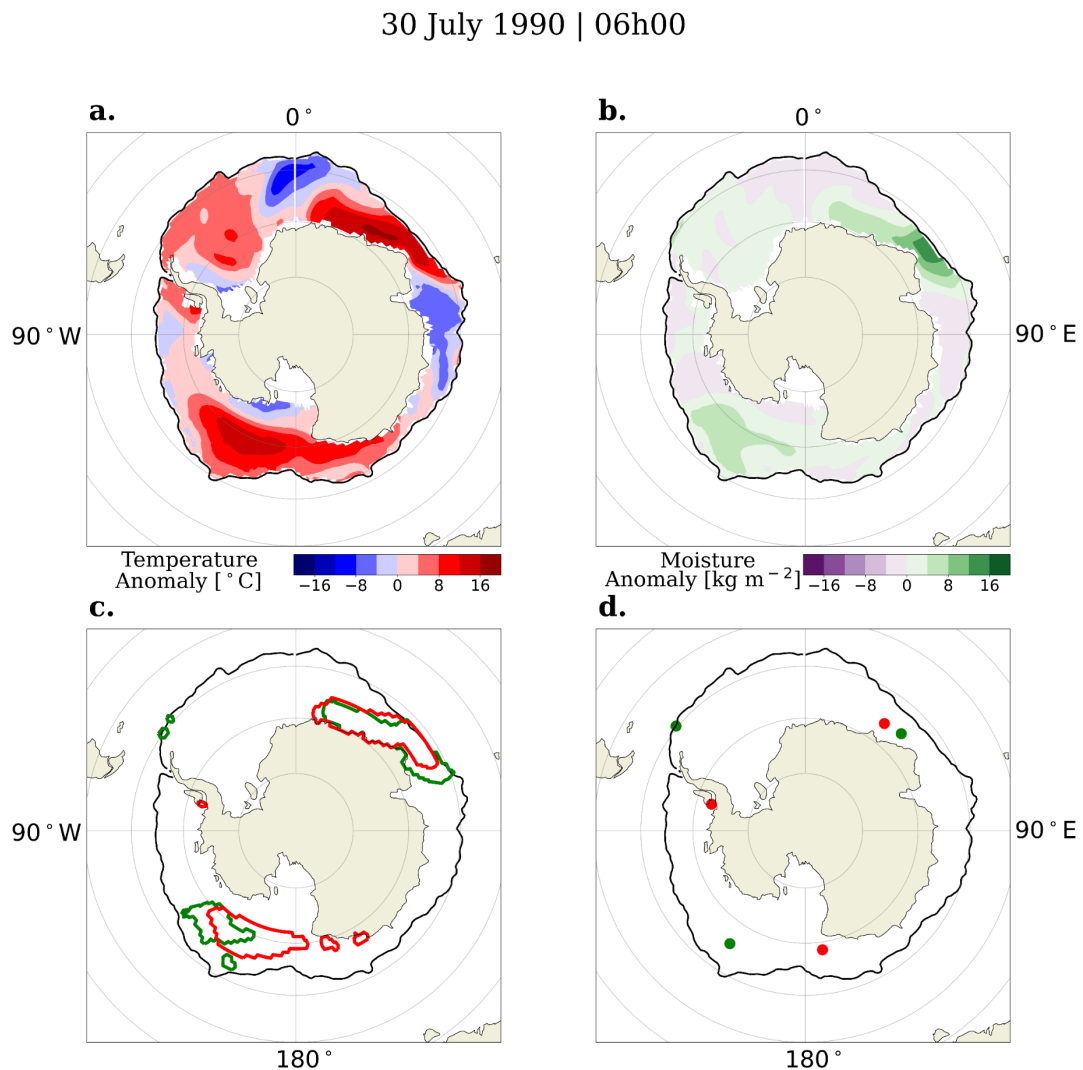 30 July 1990 | 06h00
a.
b.
0°
0°
90°W
90°E
Temperature
Anomaly [°C]
−16 −8 0 8 16
Moisture
Anomaly [kg m⁻²]
−16 −8 0 8 16
c.
d.
90°W
90°E
180°
180°